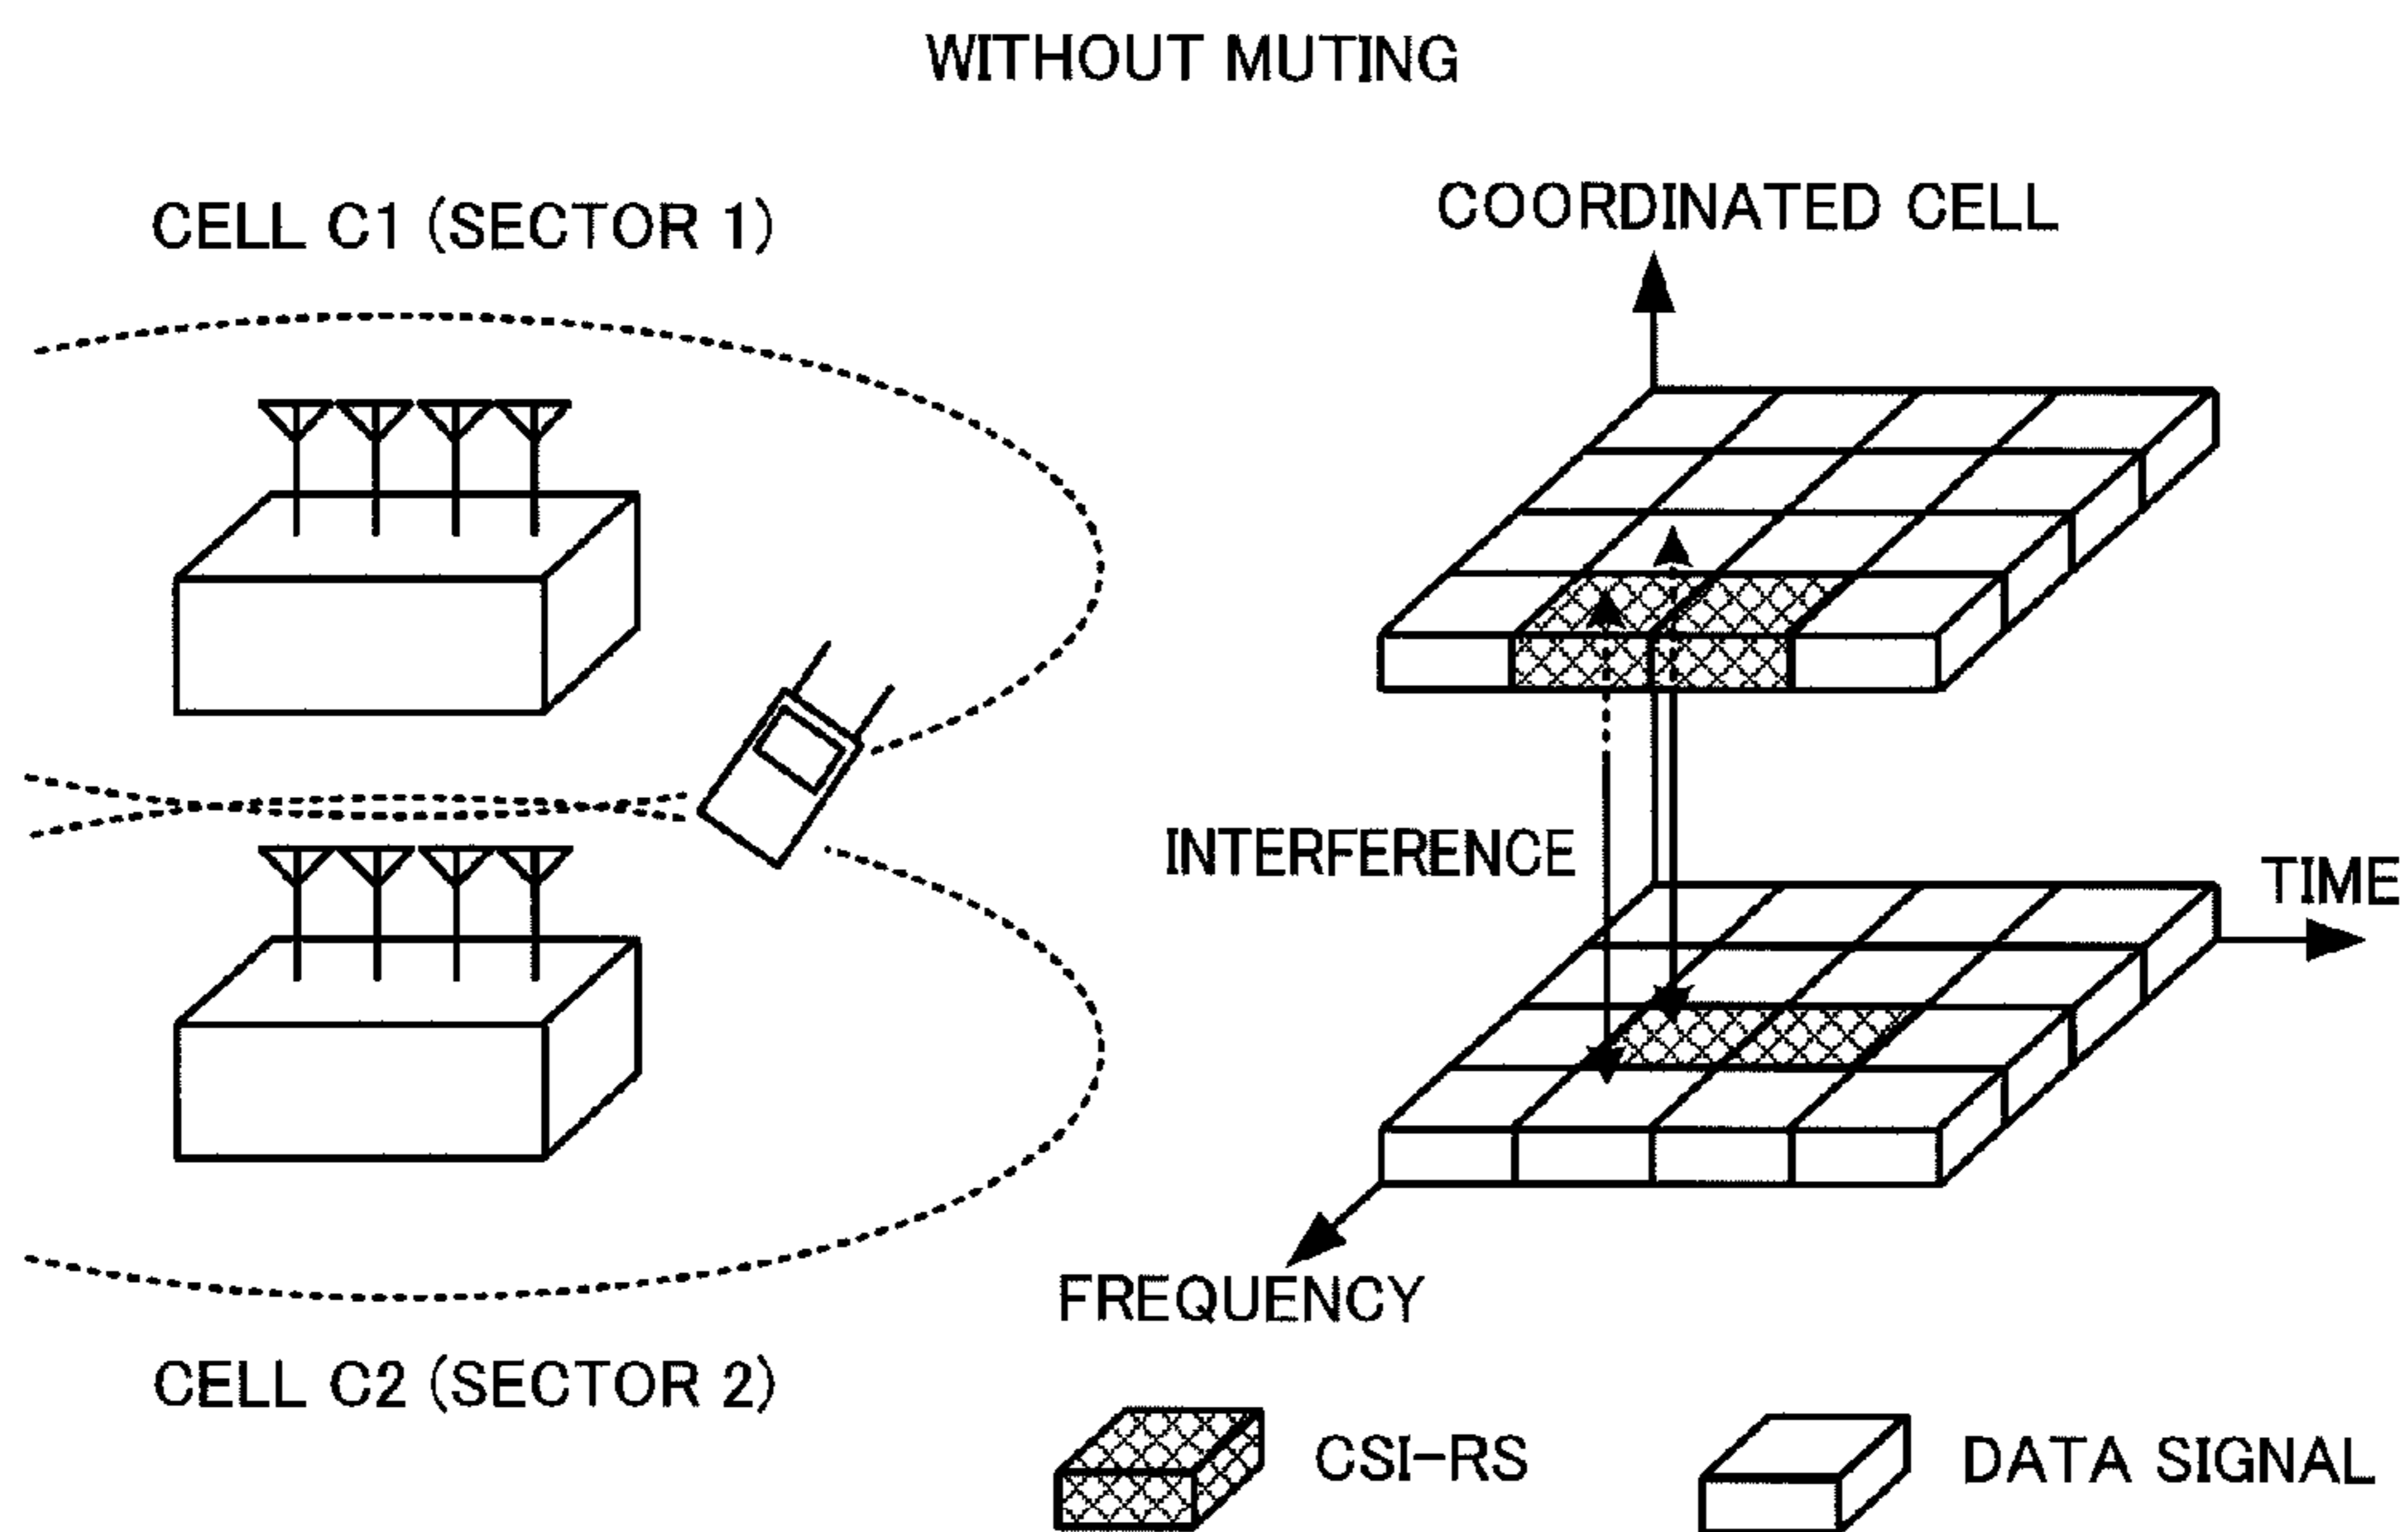 WITHOUT MUTING
CELL C1 (SECTOR 1)
COORDINATED CELL
INTERFERENCE
TIME
FREQUENCY
CELL C2 (SECTOR 2)
CSI-RS
DATA SIGNAL